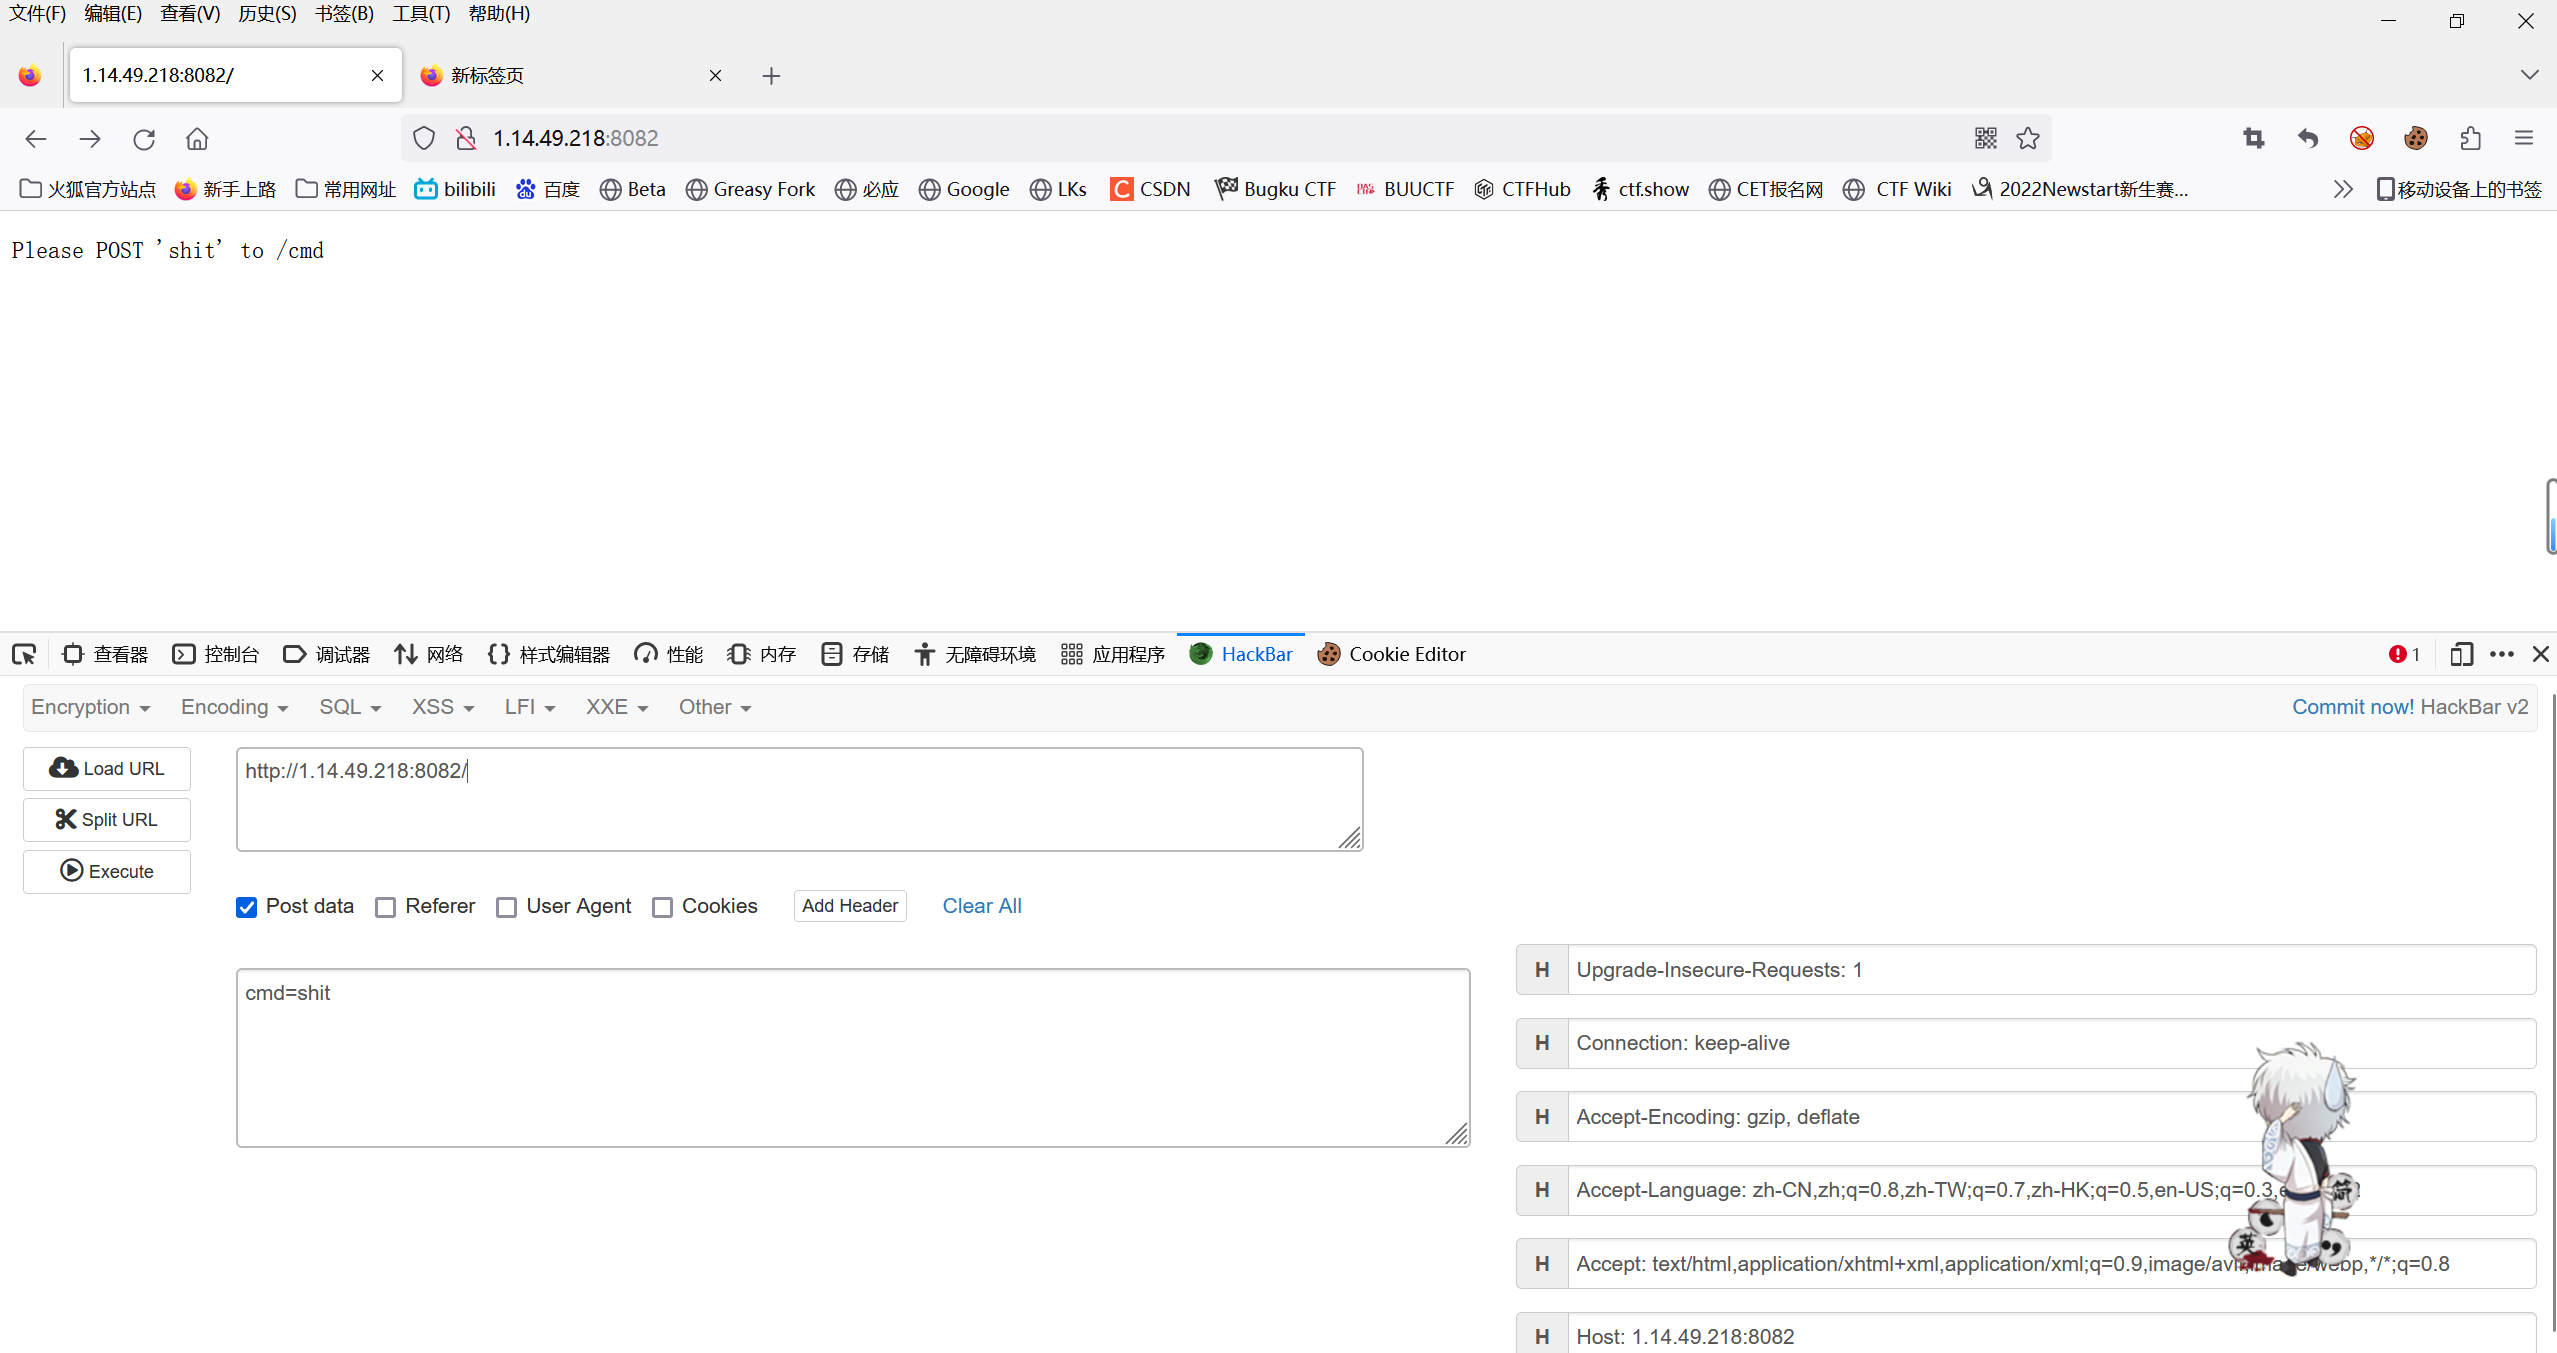 文件(F) 编辑(E) 查看(V) 历史(S) 书签(B) 工具(T) 帮助(H)
1.14.49.218:8082/ 新标签页
1.14.49.218:8082
火狐官方站点 新手上路 常用网址 bilibili 百度 Beta Greasy Fork 必应 Google LKs CSDN Bugku CTF BUUCTF CTFHub ctf.show CET报名网 CTF Wiki 2022Newstart新生赛... 移动设备上的书签
Please POST 'shit' to /cmd
查看器 控制台 调试器 网络 样式编辑器 性能 内存 存储 无障碍环境 应用程序 HackBar Cookie Editor 1
Encryption Encoding SQL XSS LFI XXE Other Commit now! HackBar v2
Load URL
http://1.14.49.218:8082/
Split URL
Execute
Post data Referer User Agent Cookies Add Header Clear All
cmd=shit
H Upgrade-Insecure-Requests: 1
H Connection: keep-alive
H Accept-Encoding: gzip, deflate
H Accept-Language: zh-CN,zh;q=0.8,zh-TW;q=0.7,zh-HK;q=0.5,en-US;q=0.3
简
英
H Accept: text/html,application/xhtml+xml,application/xml;q=0.9,image/avif,image/webp,*/*;q=0.8
H Host: 1.14.49.218:8082